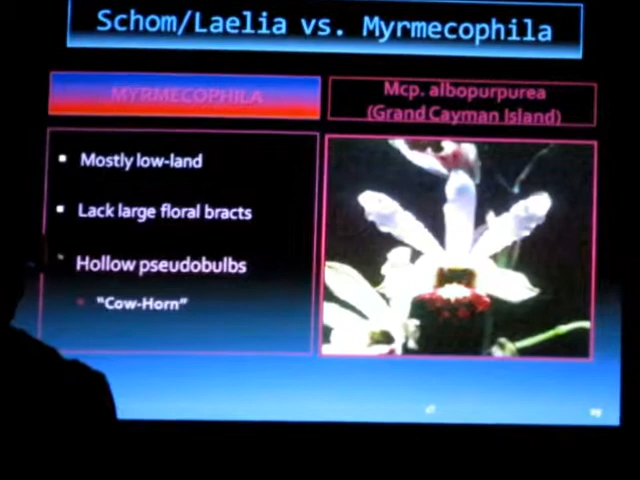 Schom/Laelia vs. Myrmecophila
MYRMECOPHILA
Mcp. albopurpurea
(Grand Cayman Island)
Mostly low-land
Lack large floral bracts
Hollow pseudobulbs
"Cow-Horn"